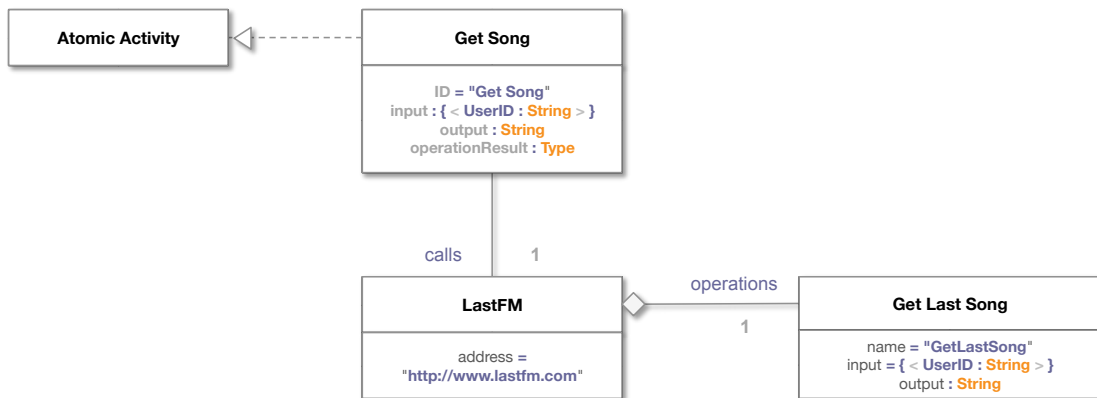 Atomic Activity
Get Song
ID = "Get Song"
input : { < UserID : String > }
output : String
operationResult : Type
calls
1
LastFM
address =
"http://www.lastfm.com"
operations
1
Get Last Song
name = "GetLastSong"
input = { < UserID : String > }
output : String